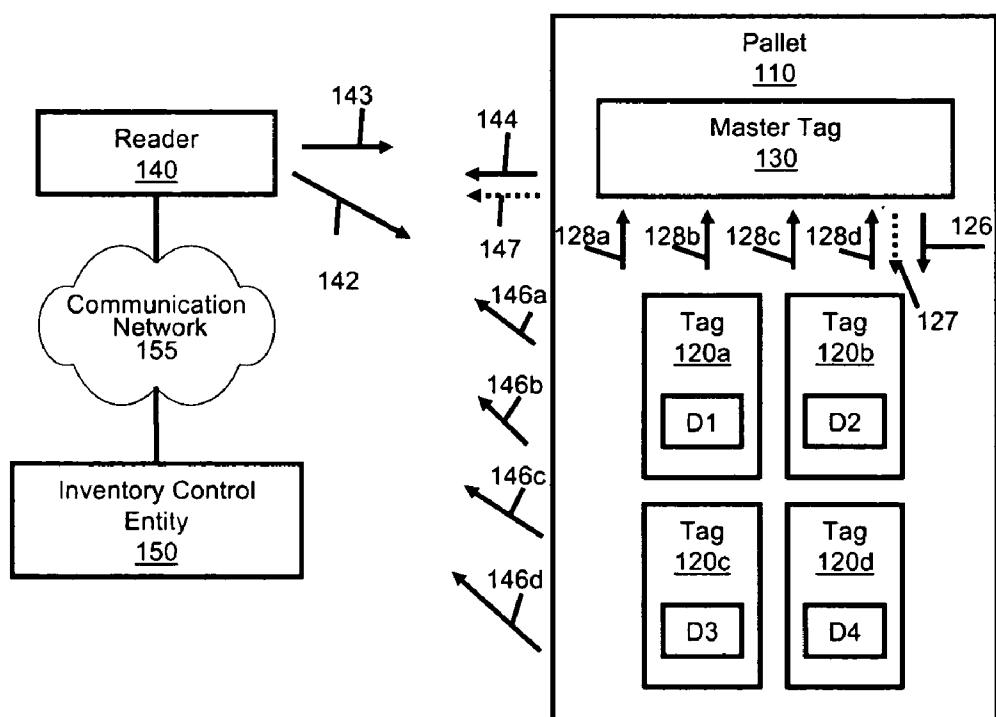 Pallet
110
Master Tag
130
143
144
Reader
140
142
147
128a
128b
128c
128d
126
127
Communication
Network
155
146a
146b
146c
146d
Tag
120a
D1
Tag
120b
D2
Inventory Control
Entity
150
Tag
120c
D3
Tag
120d
D4